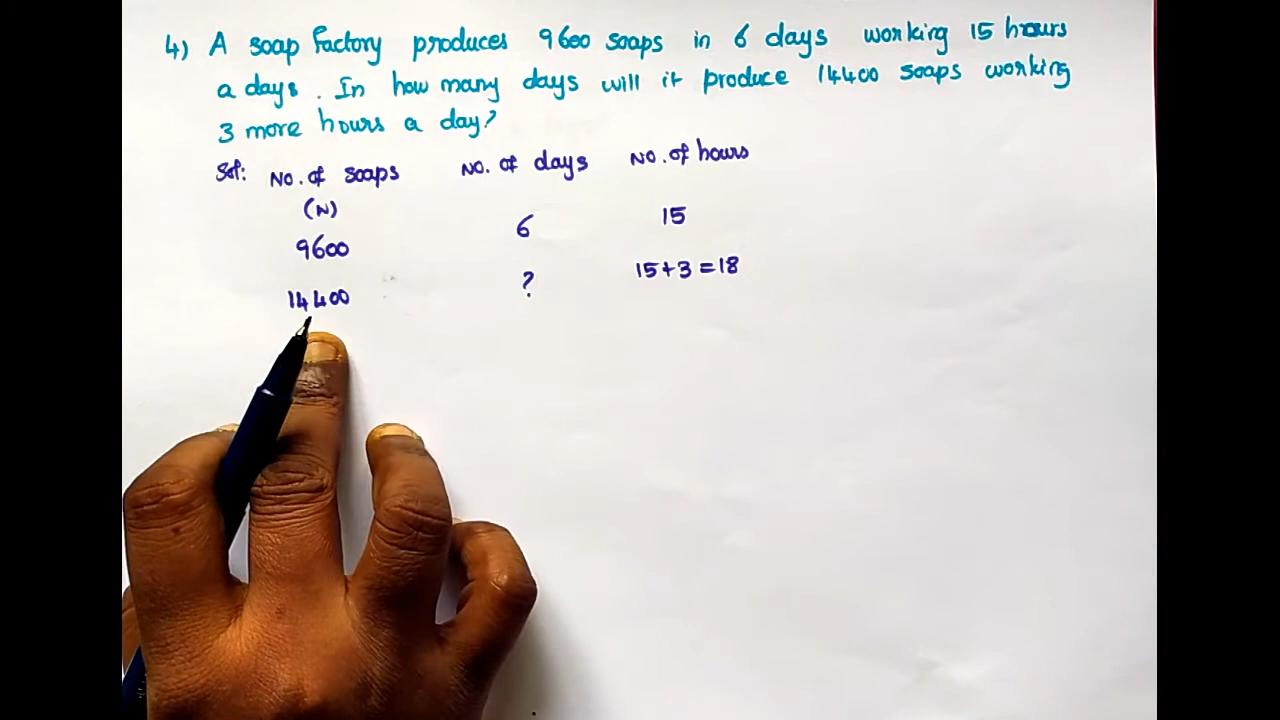 4) A soap factory produces 9600 soaps in 6 days working 15 hours
a days. In how many days will it produce 14400 soaps working
3 more hours a day?
Sol: No. of soaps No. of days No. of hours
(N)
9600 6 15
14400 ? 15+3=18